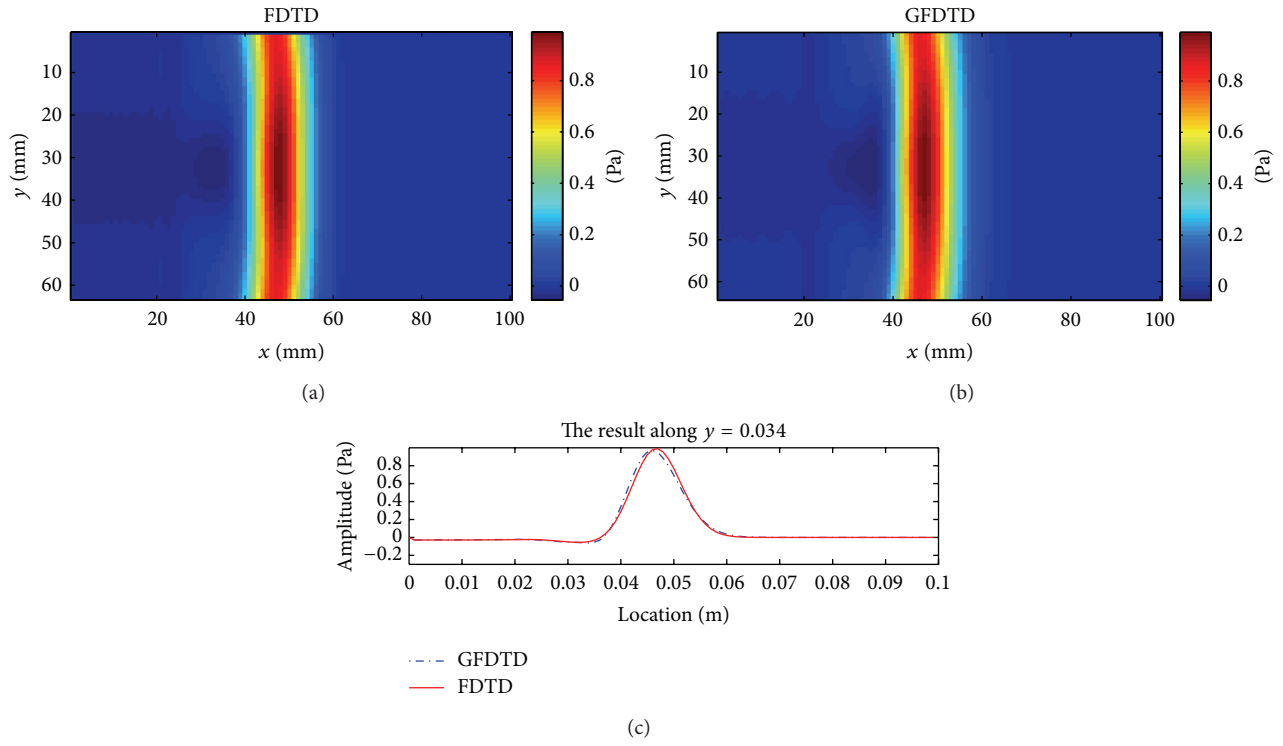 FDTD
10
20
30
40
50
60
y (mm)
20 40 60 80 100
x (mm)
0.8
0.6
0.4
0.2
0
(Pa)
(a)
GFDTD
10
20
30
40
50
60
y (mm)
20 40 60 80 100
x (mm)
0.8
0.6
0.4
0.2
0
(Pa)
(b)
The result along y = 0.034
Amplitude (Pa)
0.8
0.6
0.4
0.2
0
−0.2
0 0.01 0.02 0.03 0.04 0.05 0.06 0.07 0.08 0.09 0.1
Location (m)
GFDTD
FDTD
(c)